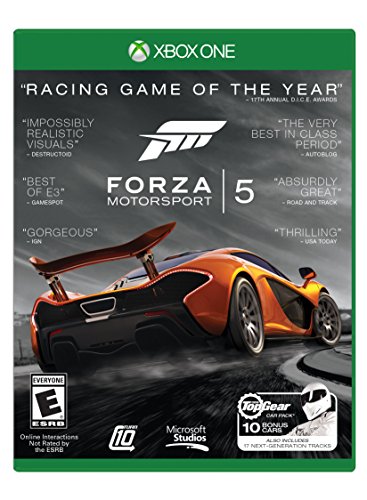 XBOX ONE
"RACING GAME OF THE YEAR"
– 17TH ANNUAL D.I.C.E. AWARDS
"IMPOSSIBLY
REALISTIC
VISUALS"
– DESTRUCTOID
"THE VERY
BEST IN CLASS
PERIOD"
– AUTOBLOG
"BEST
OF E3"
– GAMESPOT
FORZA
MOTORSPORT
5
"ABSURDLY
GREAT"
– ROAD AND TRACK
"GORGEOUS"
– IGN
"THRILLING"
– USA TODAY
EVERYONE
E
ESRB
Online Interactions
Not Rated by
the ESRB
TURN
10
Microsoft
Studios
TopGear
CAR PACK
10 BONUS
CARS
ALSO INCLUDES
17 NEXT-GENERATION TRACKS